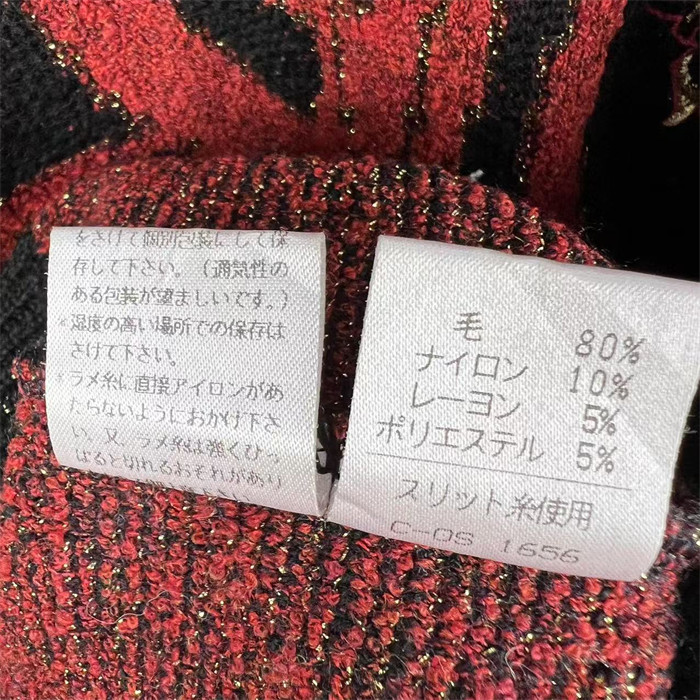 をさけて個別包装にして保
存して下さい。（通気性の
ある包装が望ましいです。）
*湿度の高い場所での保存は
さけて下さい。
*ラメ糸に直接アイロンがあ
たらないようにおかけ下さ
い。又、ラメ糸は強くひっ
ぱると切れるおそれがあり
毛 80%
ナイロン 10%
レーヨン 5%
ポリエステル 5%
スリット糸使用
C-OS 1656